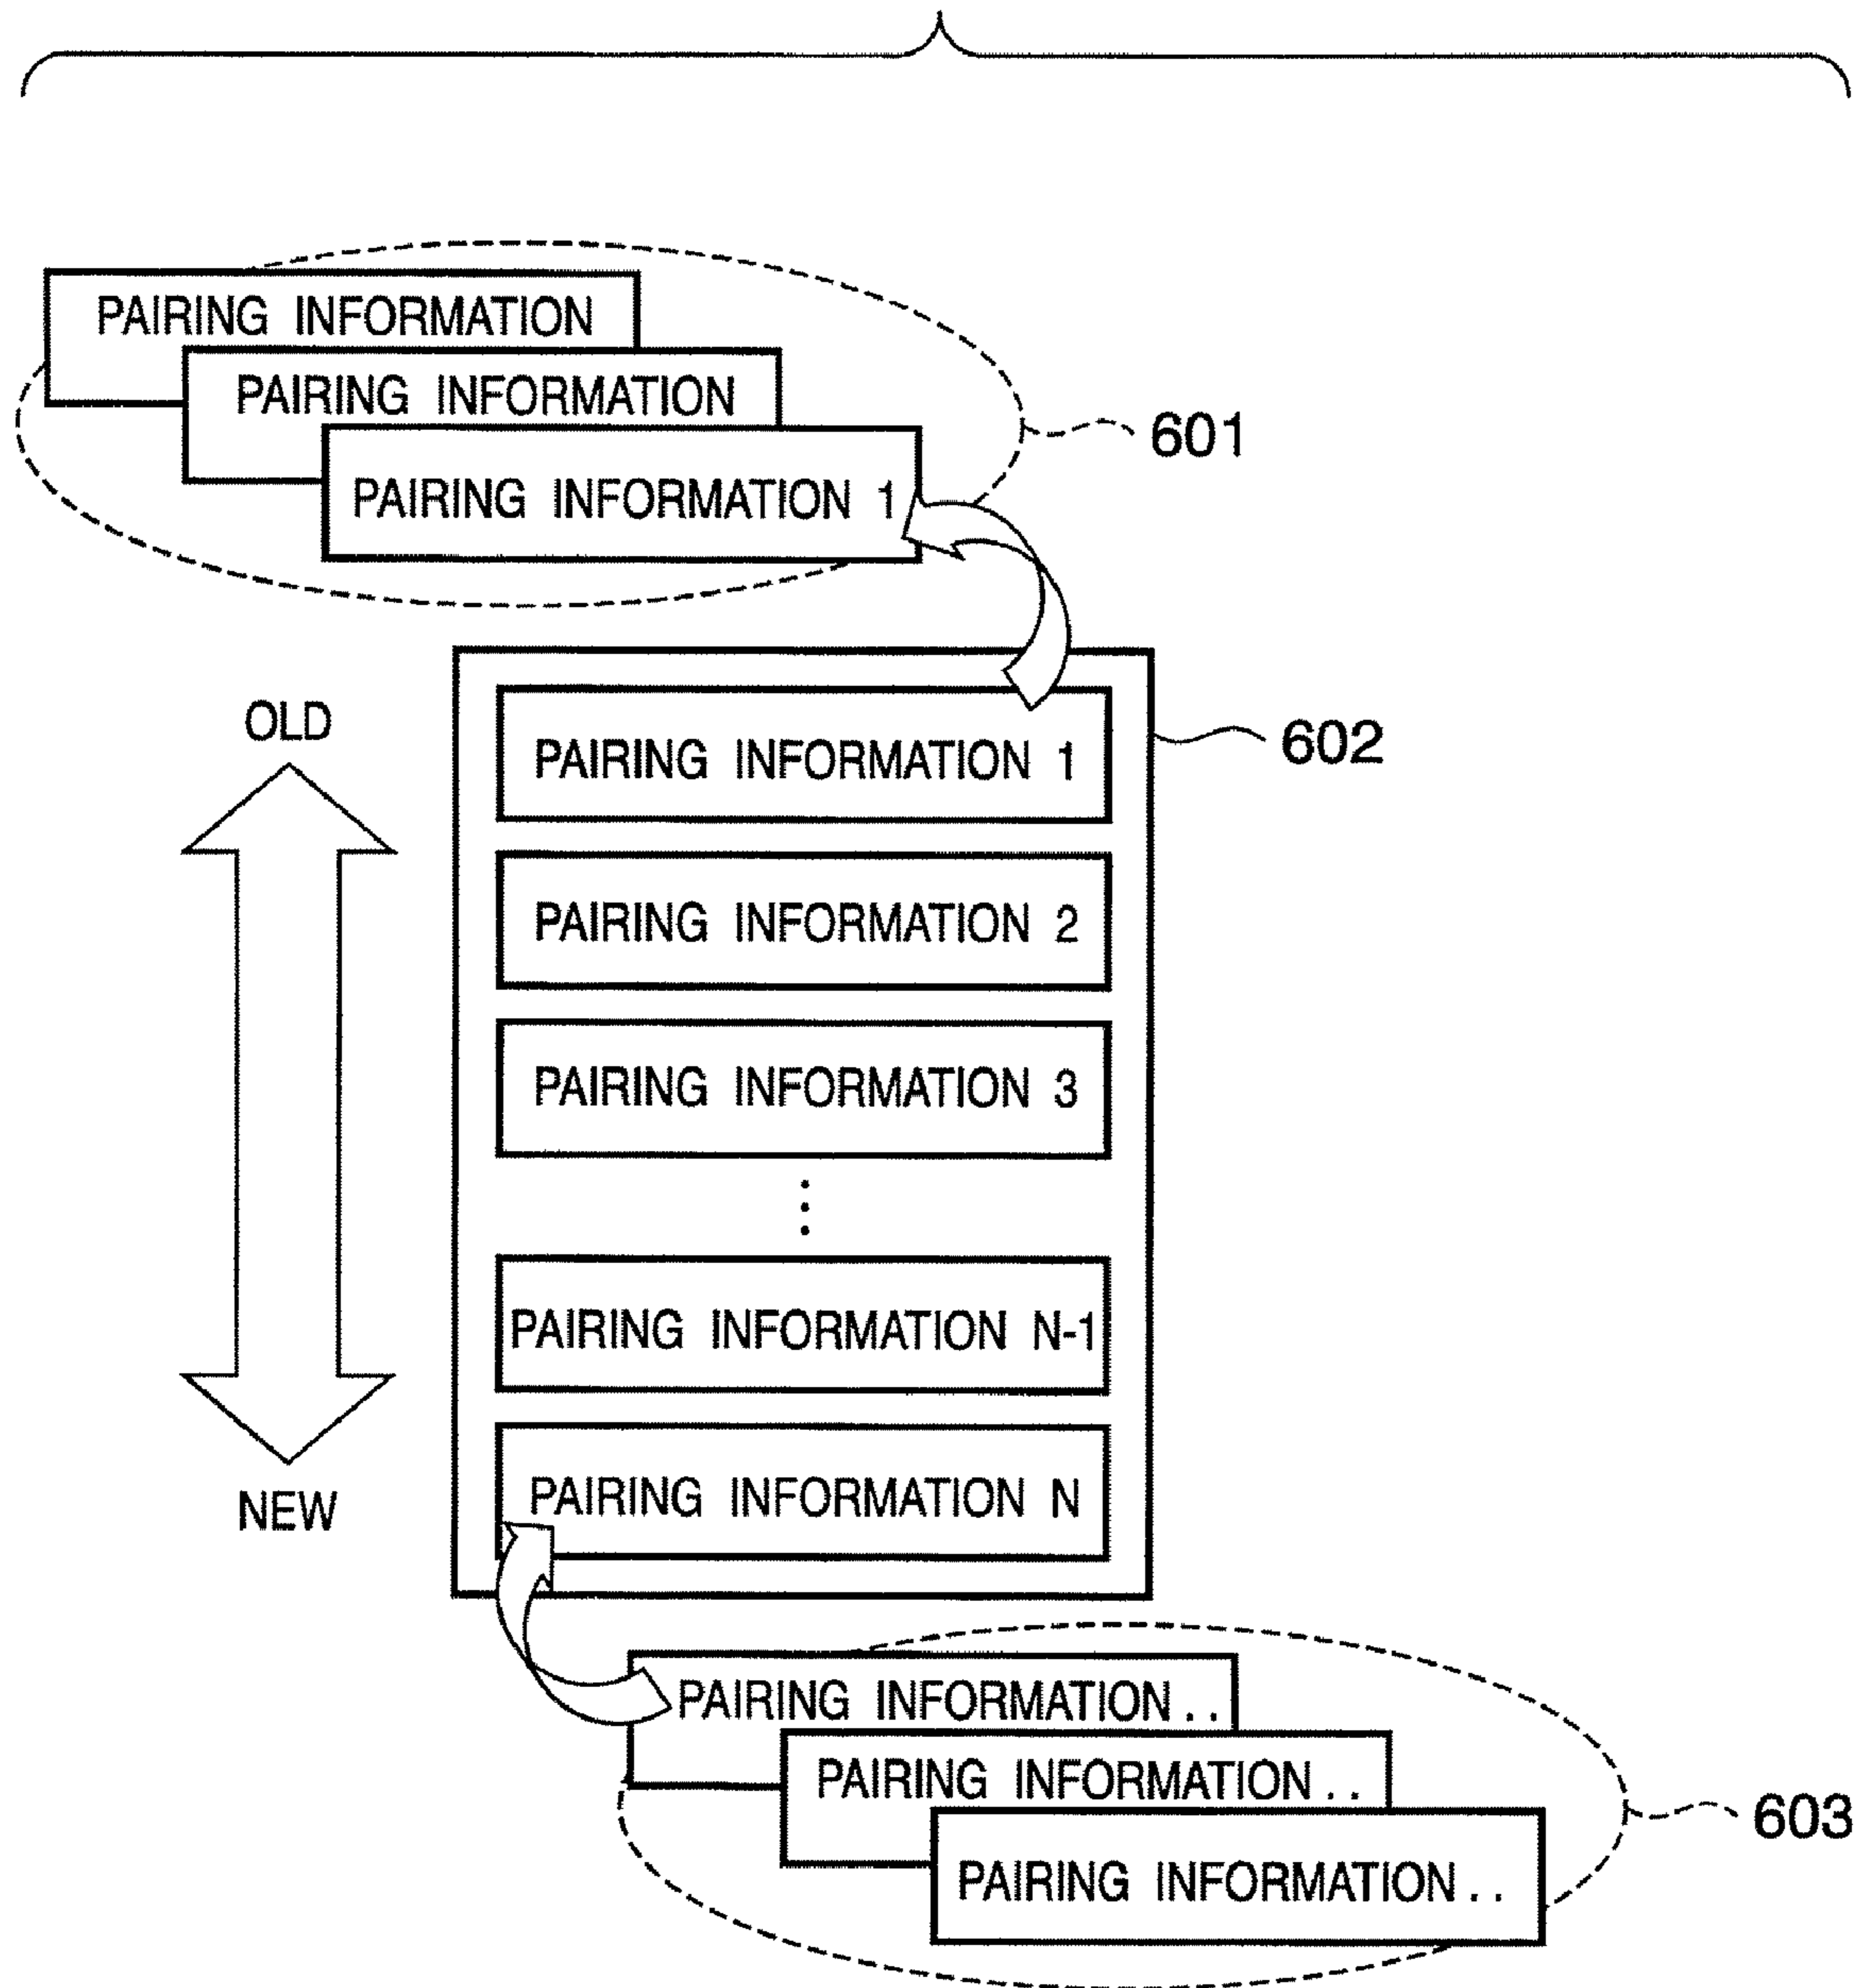 PAIRING INFORMATION
PAIRING INFORMATION
601
PAIRING INFORMATION 1
OLD
602
PAIRING INFORMATION 1
PAIRING INFORMATION 2
PAIRING INFORMATION 3
⋮
PAIRING INFORMATION N-1
PAIRING INFORMATION N
NEW
PAIRING INFORMATION . .
PAIRING INFORMATION . .
603
PAIRING INFORMATION . .